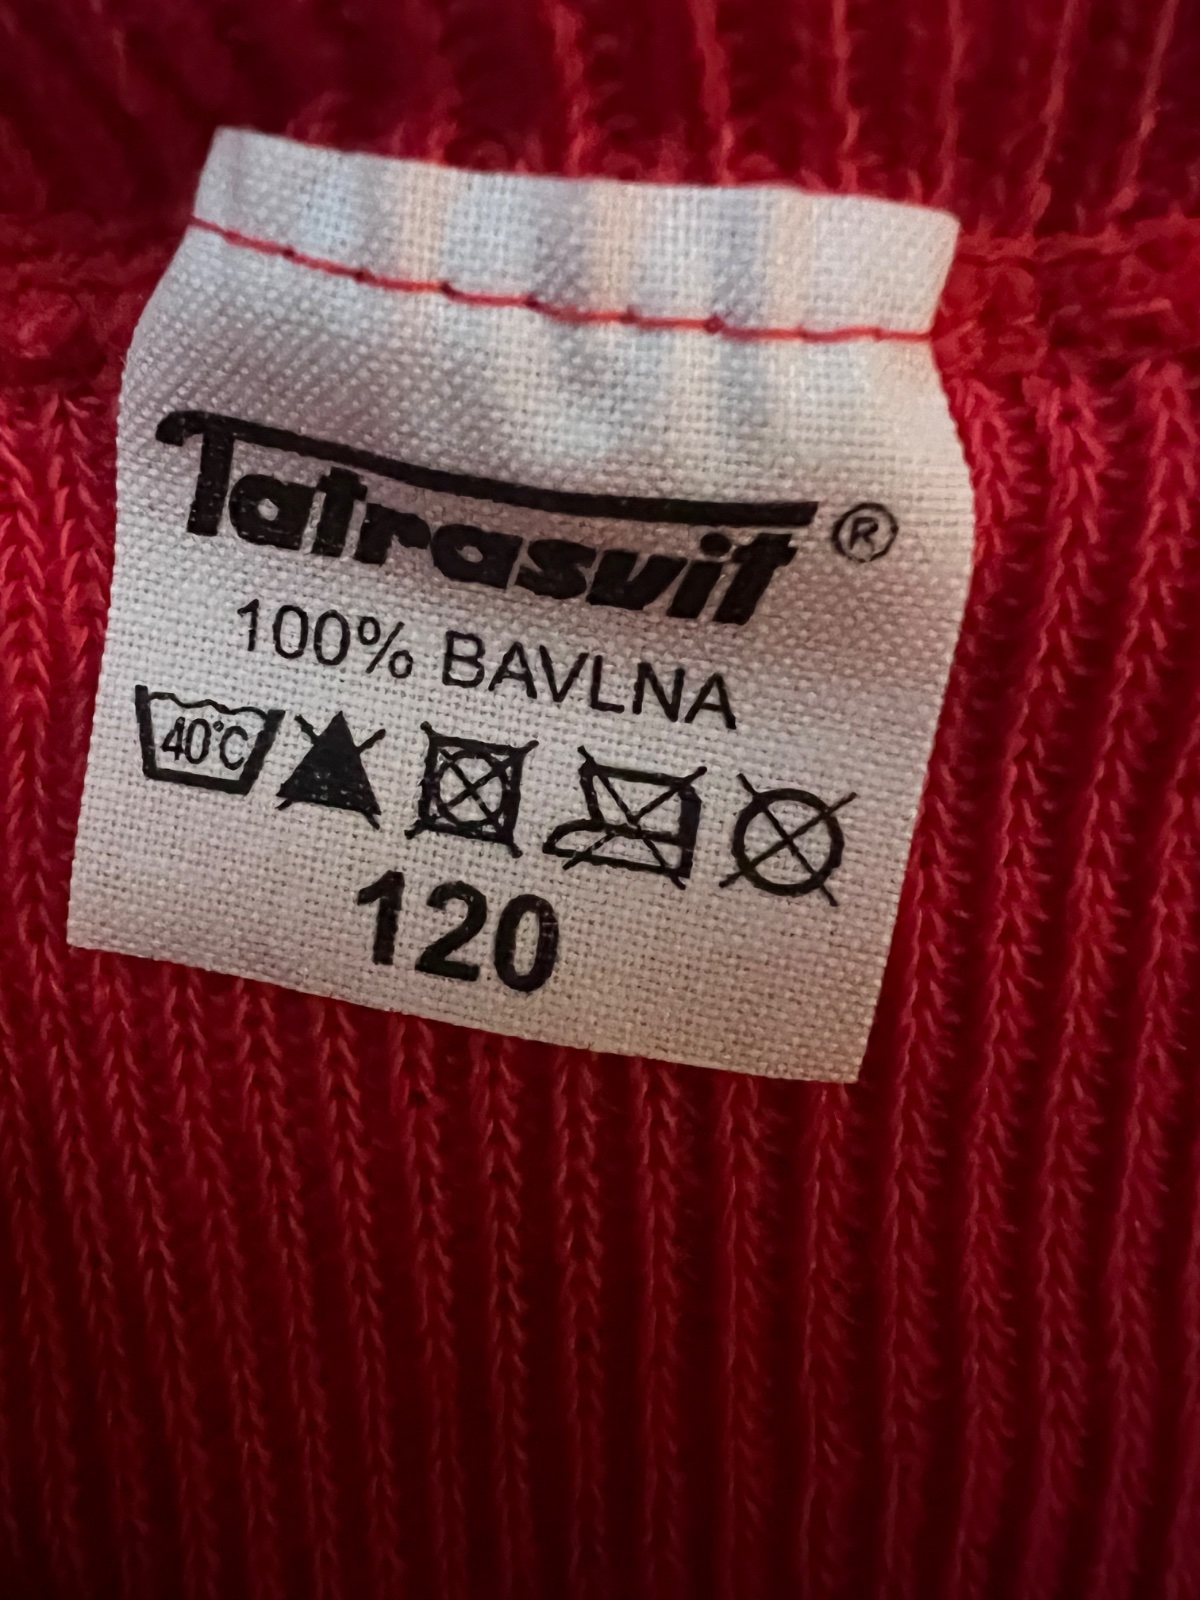 Tatrasvit ®
100% BAVLNA
40°C
120